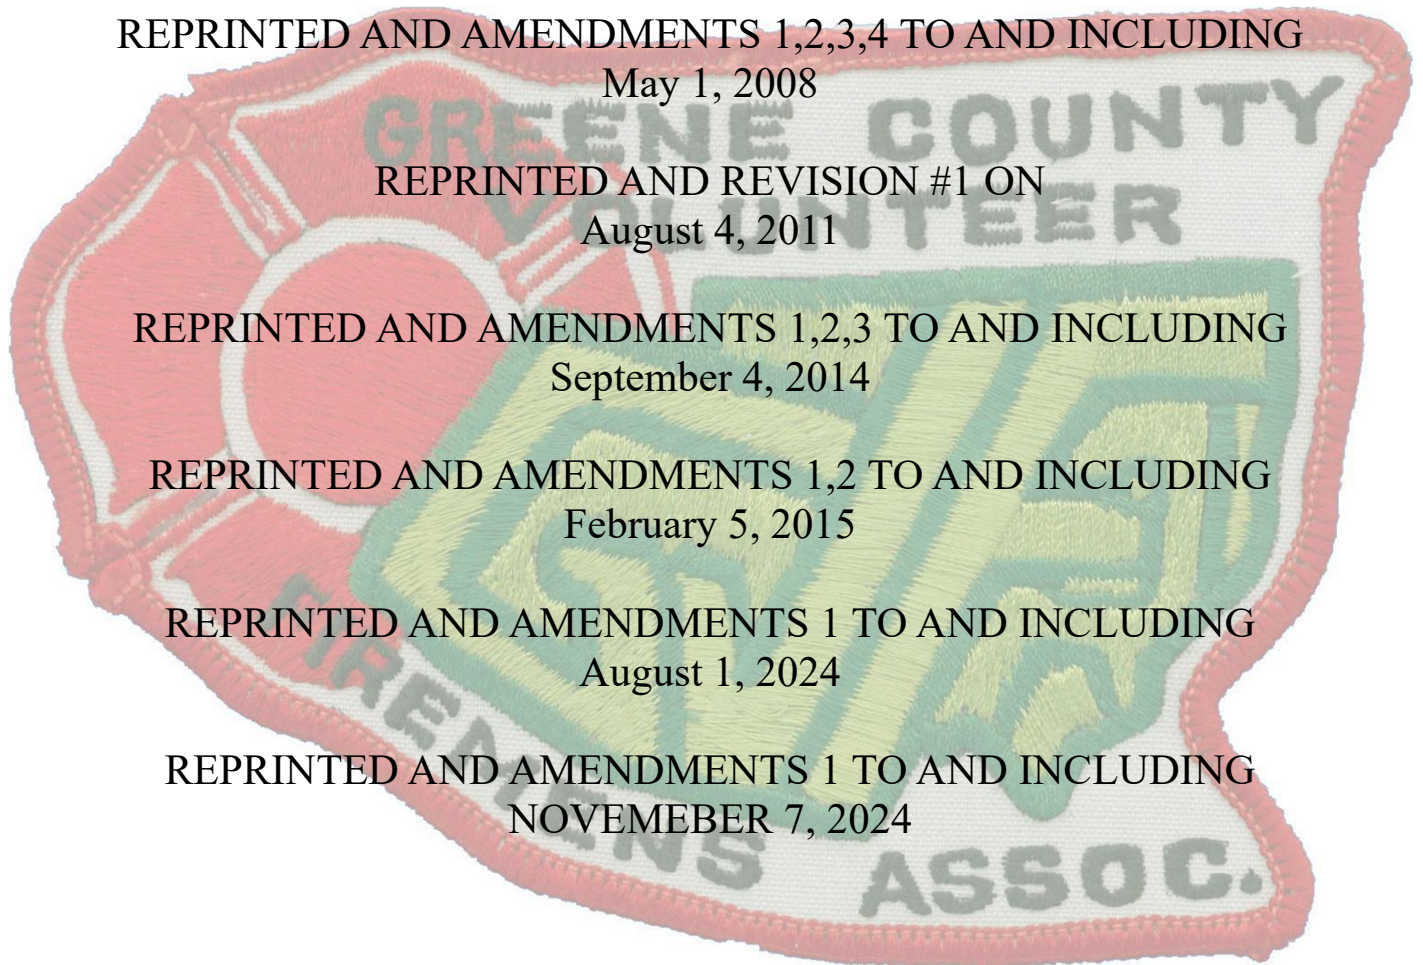 REPRINTED AND AMENDMENTS 1,2,3,4 TO AND INCLUDING
May 1, 2008
GREENE COUNTY
VOLUNTEER
REPRINTED AND REVISION #1 ON
August 4, 2011
REPRINTED AND AMENDMENTS 1,2,3 TO AND INCLUDING
September 4, 2014
REPRINTED AND AMENDMENTS 1,2 TO AND INCLUDING
February 5, 2015
REPRINTED AND AMENDMENTS 1 TO AND INCLUDING
August 1, 2024
REPRINTED AND AMENDMENTS 1 TO AND INCLUDING
NOVEMEBER 7, 2024
FIREMENS ASSOC.